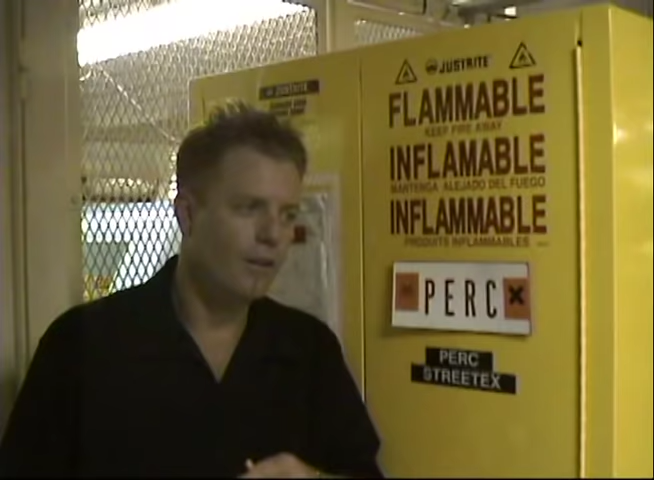 JUSTRITE
FLAMMABLE
KEEP FIRE AWAY
INFLAMABLE
MANTENGA ALEJADO DEL FUEGO
INFLAMMABLE
PRODUITS INFLAMMABLES
PERC
PERC
STREETEX